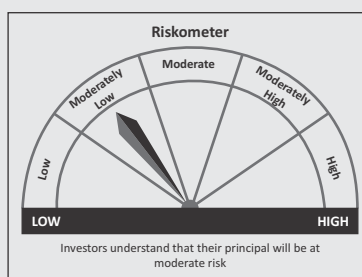 Riskometer
Low
Moderately
Low
Moderate
Moderately
High
High
LOW
HIGH
Investors understand that their principal will be at
moderate risk